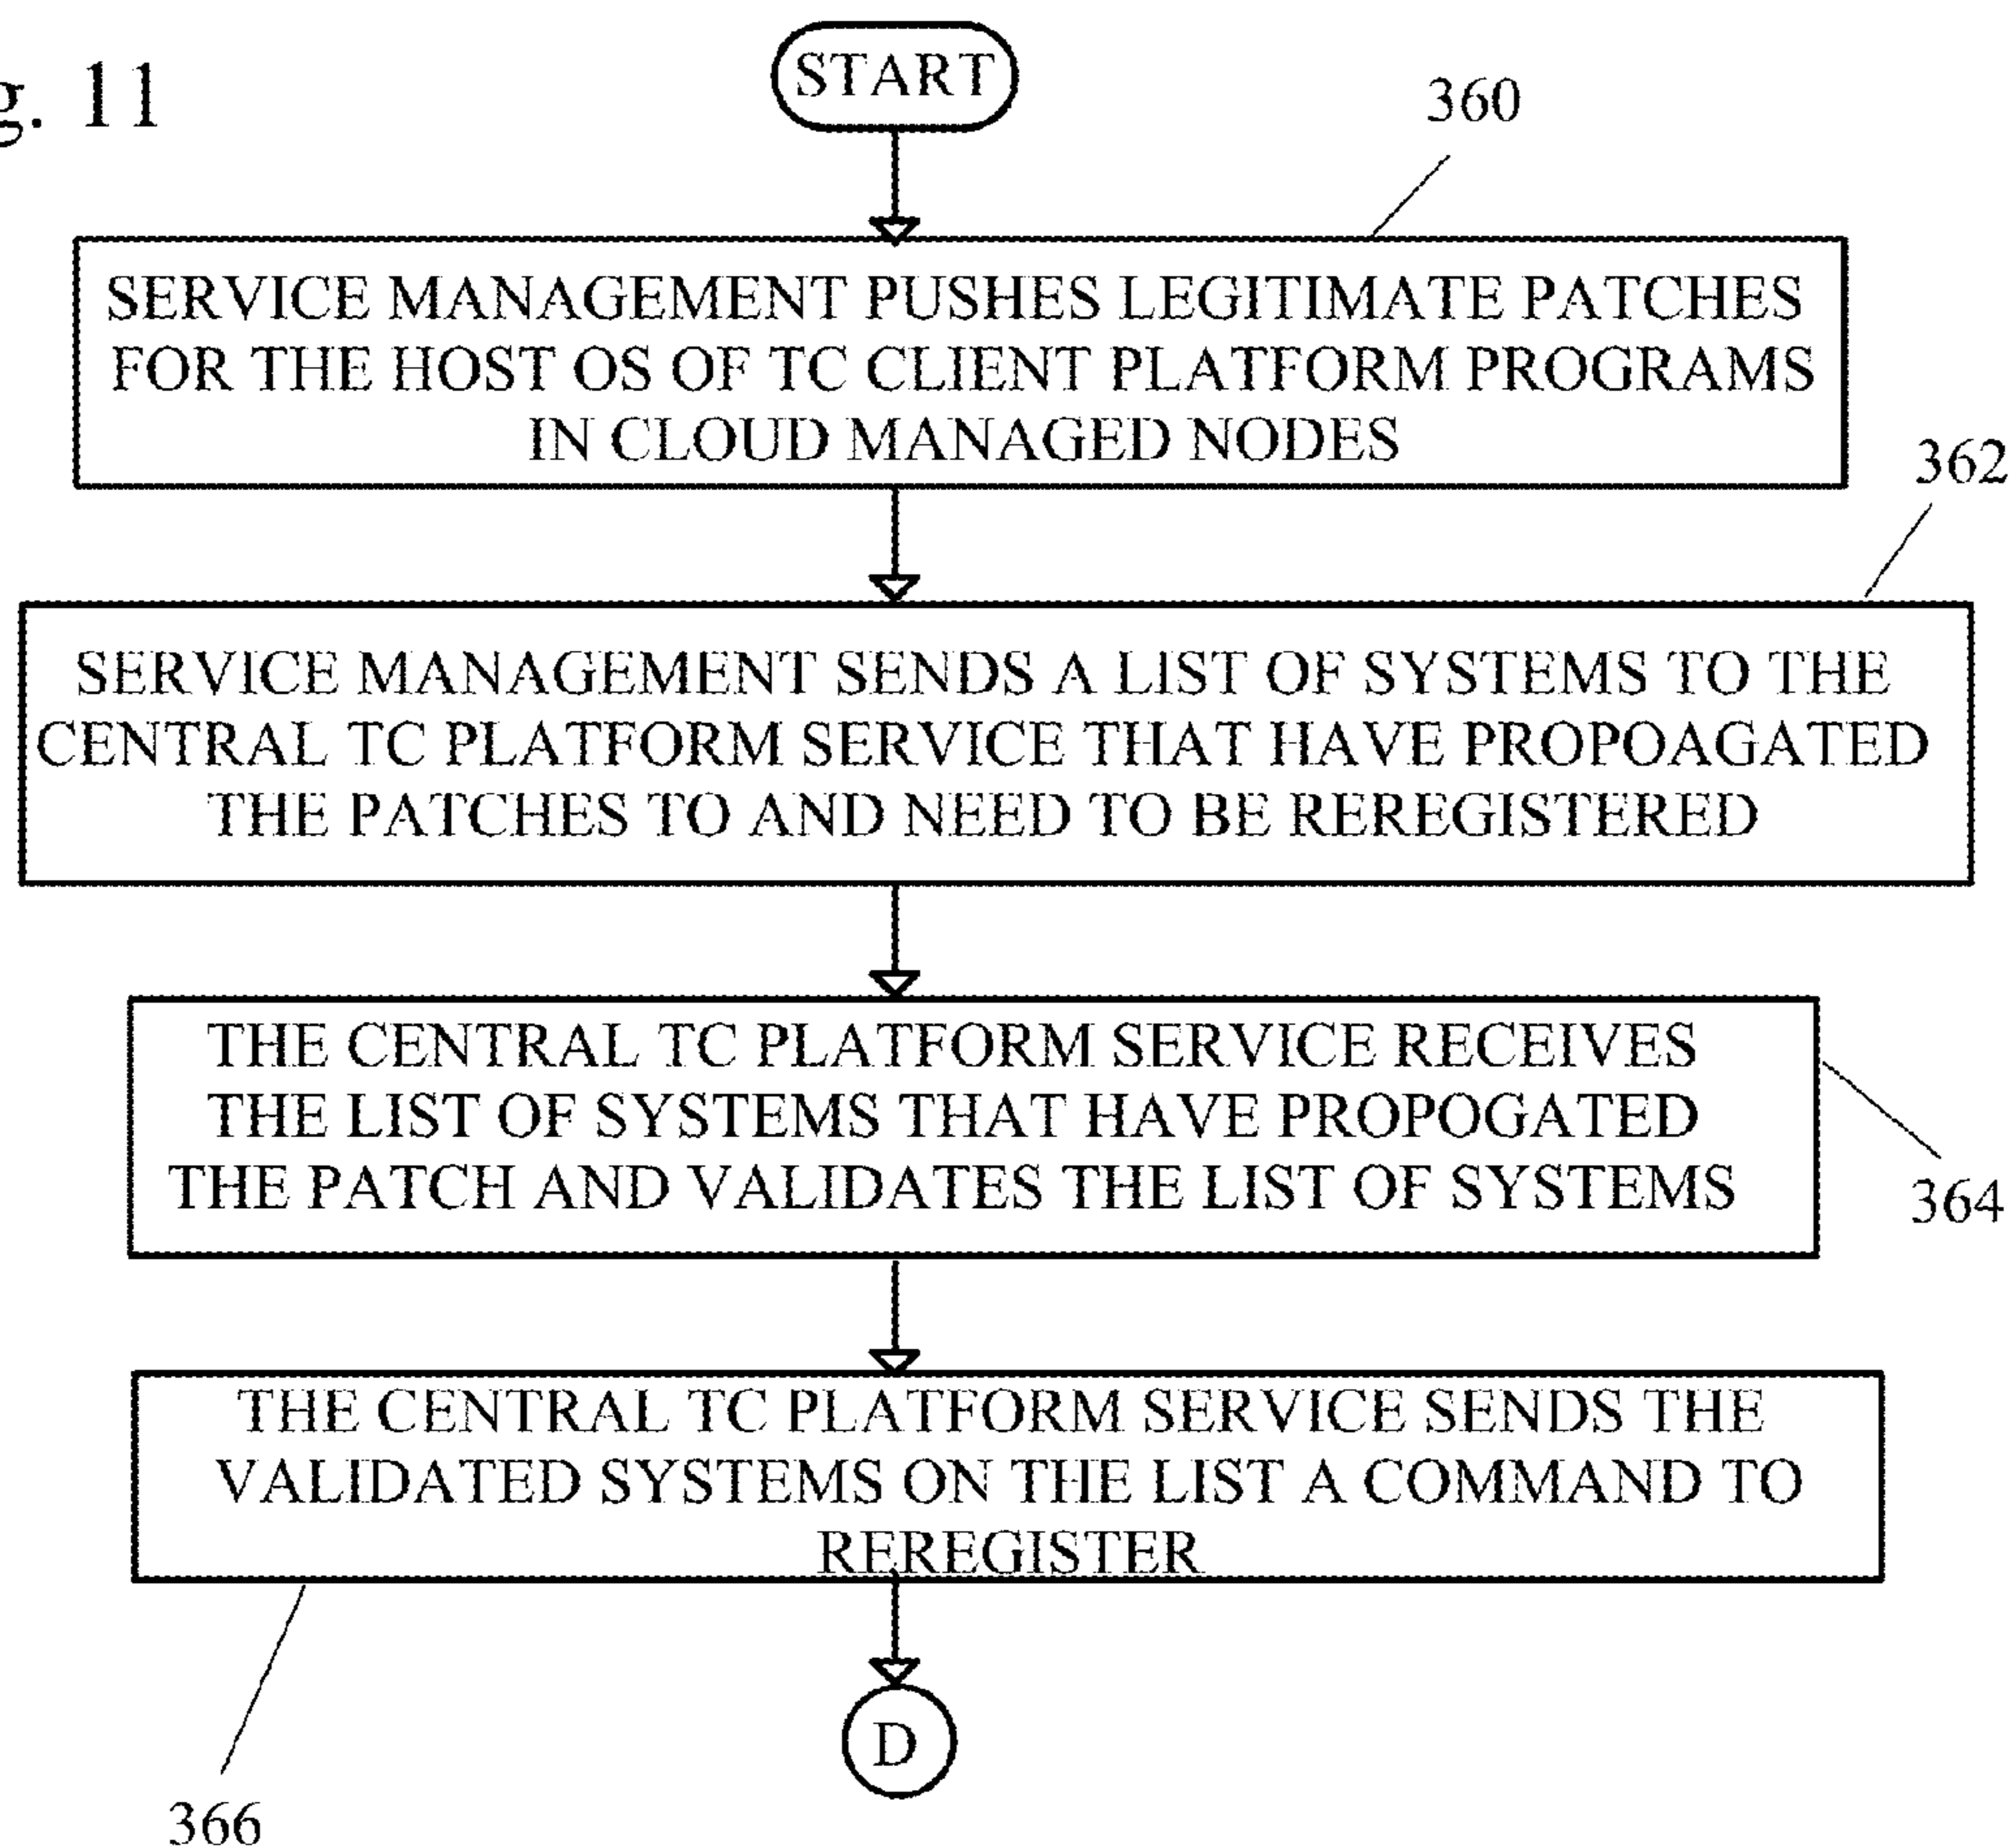 g. 11
START
360
SERVICE MANAGEMENT PUSHES LEGITIMATE PATCHES
FOR THE HOST OS OF TC CLIENT PLATFORM PROGRAMS
IN CLOUD MANAGED NODES
362
SERVICE MANAGEMENT SENDS A LIST OF SYSTEMS TO THE
CENTRAL TC PLATFORM SERVICE THAT HAVE PROPOAGATED
THE PATCHES TO AND NEED TO BE REREGISTERED
THE CENTRAL TC PLATFORM SERVICE RECEIVES
THE LIST OF SYSTEMS THAT HAVE PROPOGATED
THE PATCH AND VALIDATES THE LIST OF SYSTEMS
364
THE CENTRAL TC PLATFORM SERVICE SENDS THE
VALIDATED SYSTEMS ON THE LIST A COMMAND TO
REREGISTER
D
366